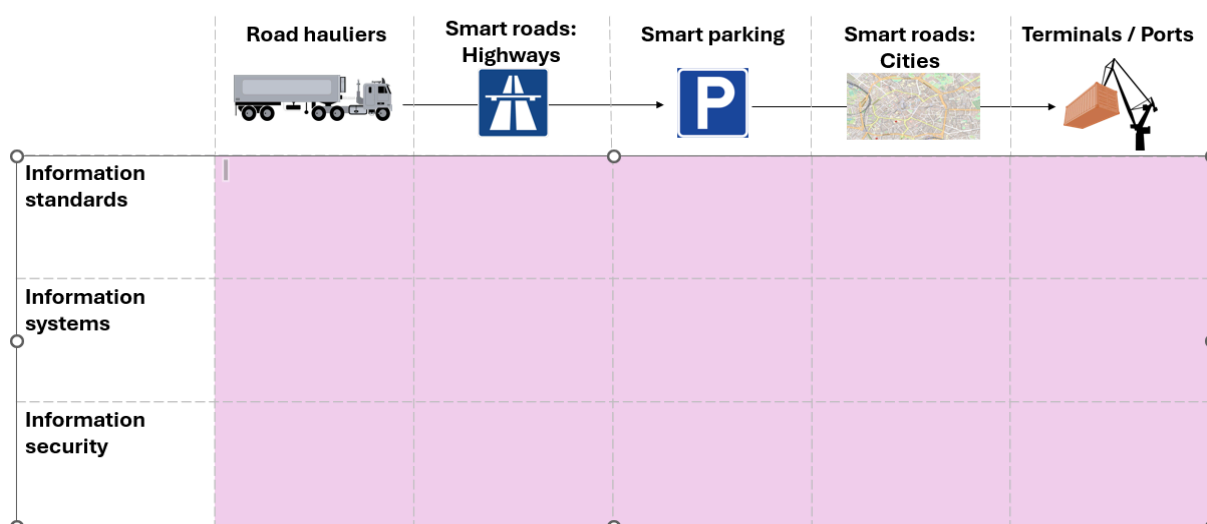 Road hauliers
Smart roads:
Highways
Smart parking
Smart roads:
Cities
Terminals / Ports
P
Information
standards
Information
systems
Information
security